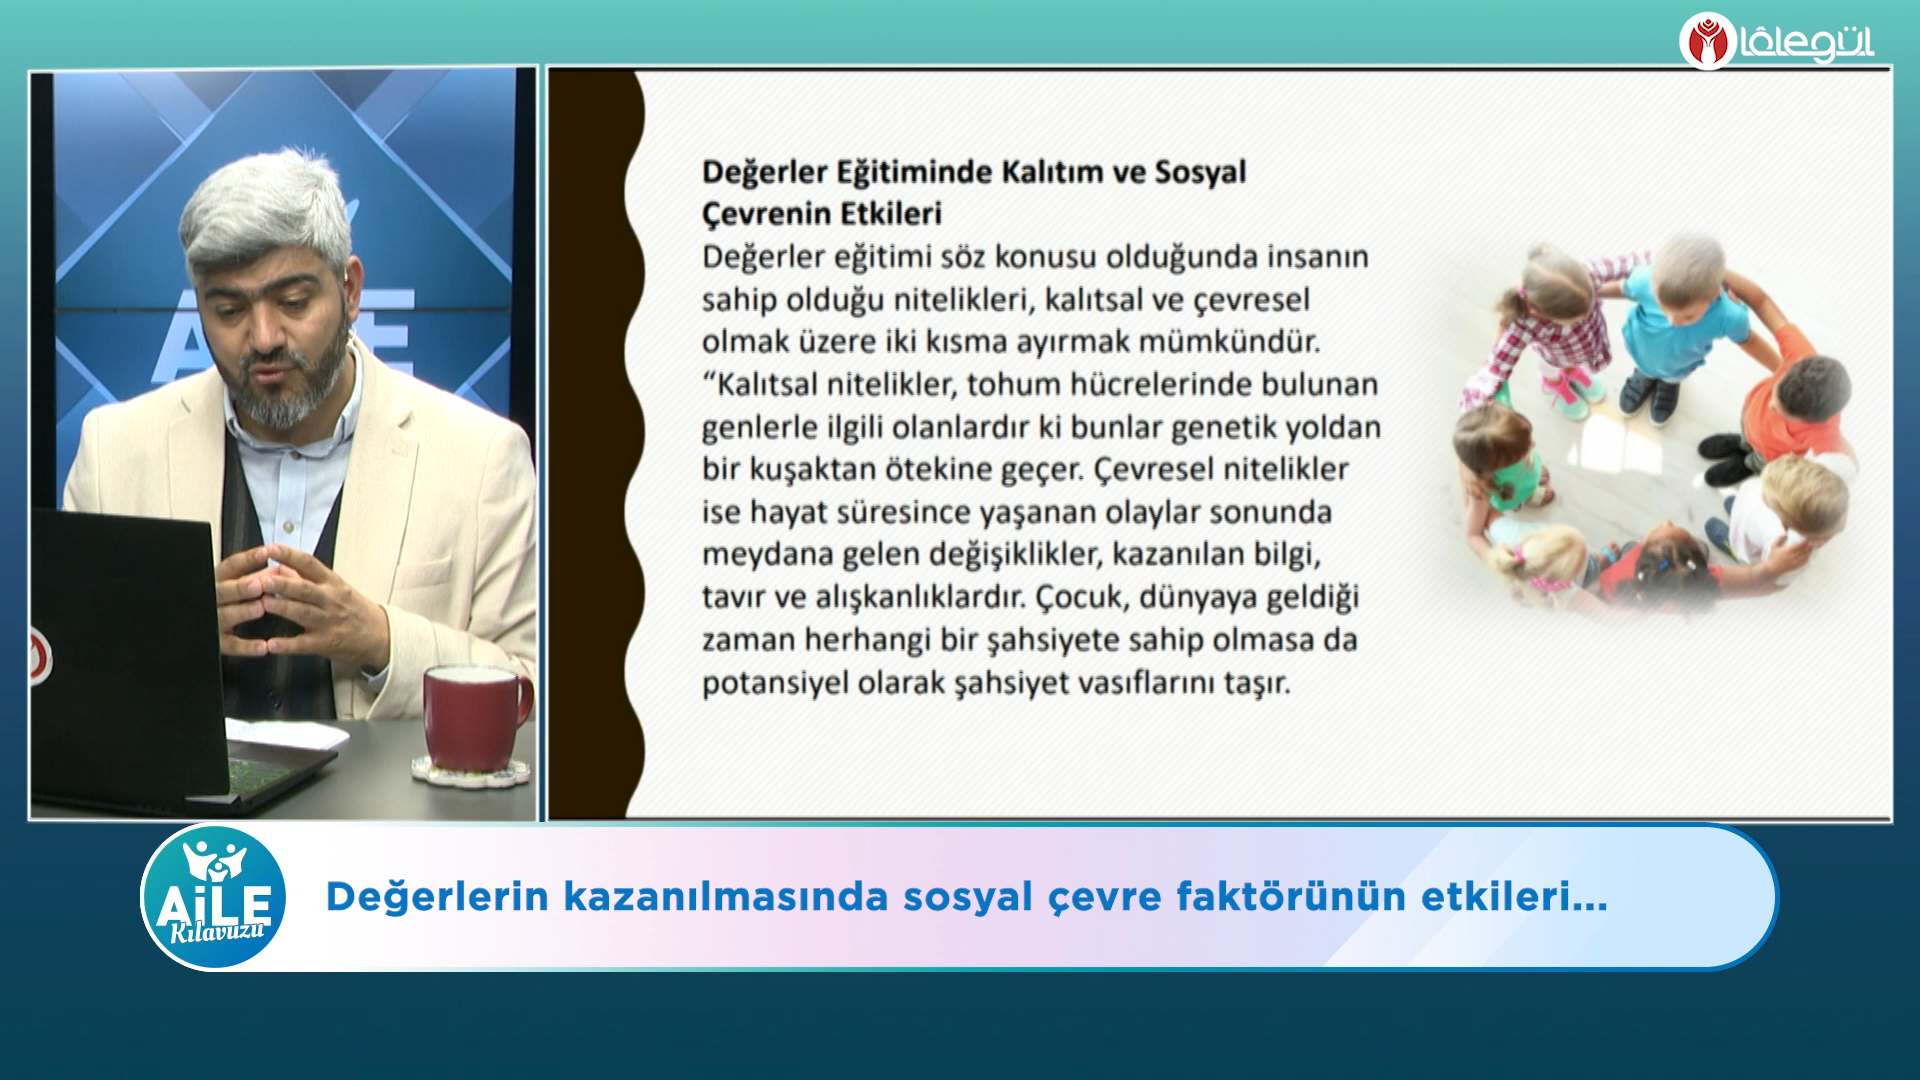 lâlegül
Değerler Eğitiminde Kalıtım ve Sosyal
Çevrenin Etkileri
Değerler eğitimi söz konusu olduğunda insanın
sahip olduğu nitelikleri, kalıtsal ve çevresel
olmak üzere iki kısma ayırmak mümkündür.
“Kalıtsal nitelikler, tohum hücrelerinde bulunan
genlerle ilgili olanlardır ki bunlar genetik yoldan
bir kuşaktan ötekine geçer. Çevresel nitelikler
ise hayat süresince yaşanan olaylar sonunda
meydana gelen değişiklikler, kazanılan bilgi,
tavır ve alışkanlıklardır. Çocuk, dünyaya geldiği
zaman herhangi bir şahsiyete sahip olmasa da
potansiyel olarak şahsiyet vasıflarını taşır.
AiLE
Kılavuzu
Değerlerin kazanılmasında sosyal çevre faktörünün etkileri...